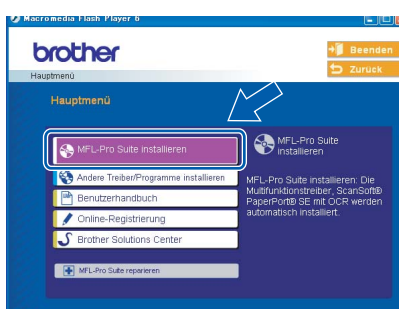 Macromedia Flash Player 6
brother
Beenden
Zurück
Hauptmenü
Hauptmenü
MFL-Pro Suite installieren
Andere Treiber/Programme installieren
Benutzerhandbuch
Online-Registrierung
Brother Solutions Center
MFL-Pro Suite reparieren
MFL-Pro Suite
installieren
MFL-Pro Suite installieren: Die
Multifunktionstreiber, ScanSoft®
PaperPort® SE mit OCR werden
automatisch installiert.